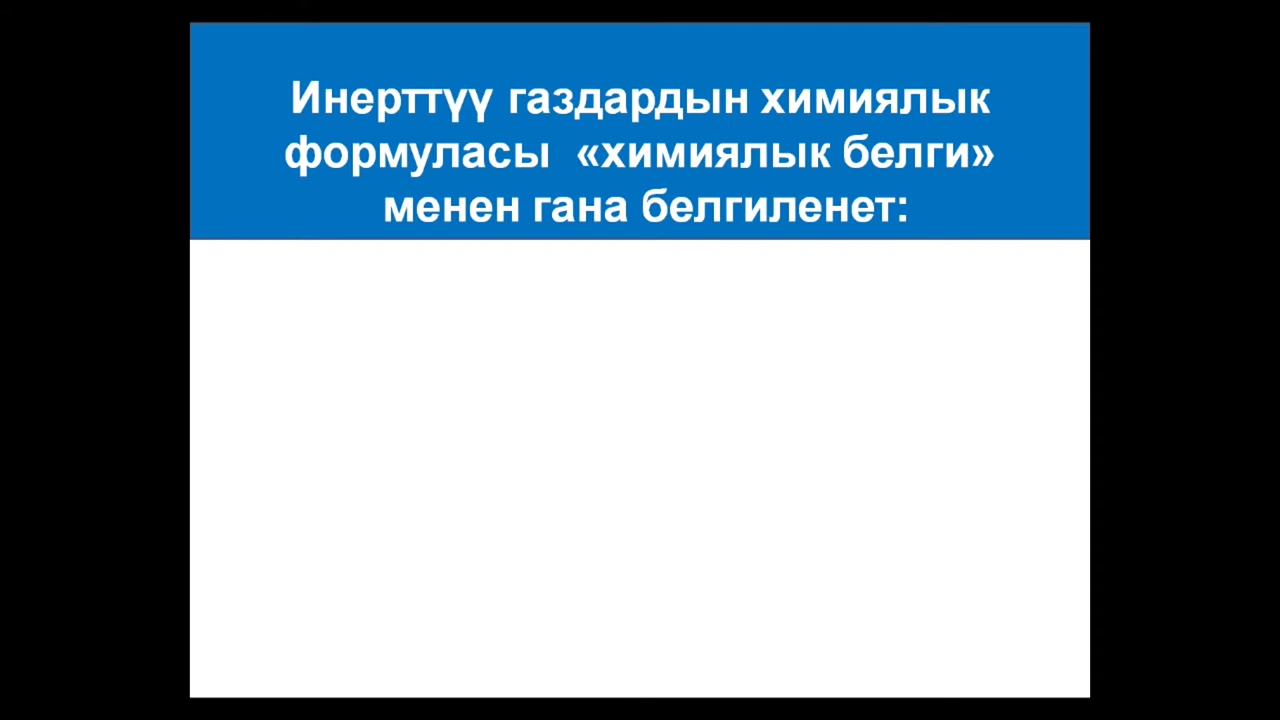 Инерттүү газдардын химиялык
формуласы «химиялык белги»
менен гана белгиленет: